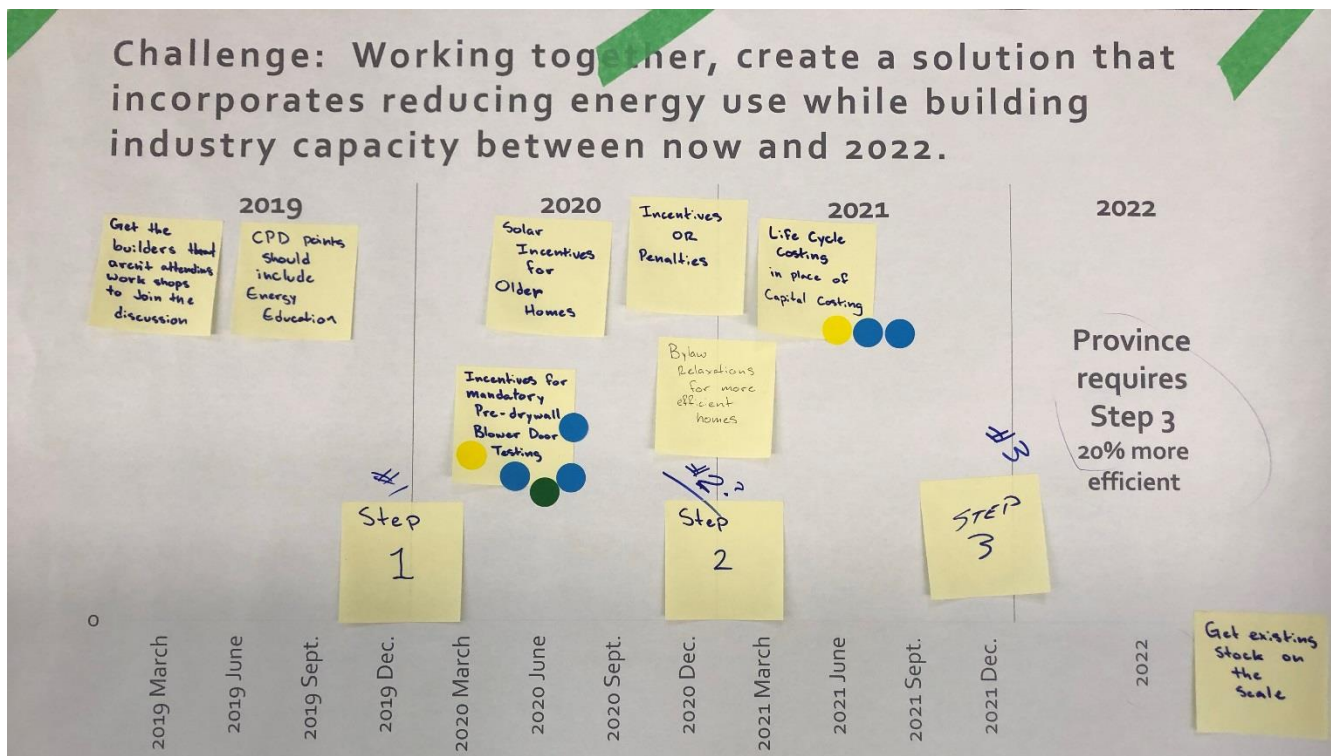 Challenge: Working together, create a solution that
incorporates reducing energy use while building
industry capacity between now and 2022.
2019
2020
2021
2022
Get the
builders that
aren't attending
work shops
to Join the
discussion
CPD points
should
include
Energy
Education
Solar
Incentives
for
Older
Homes
Incentives
OR
Penalties
Life Cycle
Costing
in place of
Capital Costing
Incentives for
mandatory
Pre-drywall
Blower Door
Testing
Bylaw
Relaxations
for more
efficient
homes
Province
requires
Step 3
20% more
efficient
#1
Step
1
#2?
Step
2
#3
STEP
3
0
2019 March
2019 June
2019 Sept.
2019 Dec.
2020 March
2020 June
2020 Sept.
2020 Dec.
2021 March
2021 June
2021 Sept.
2021 Dec.
2022
Get existing
Stock on
the
Scale